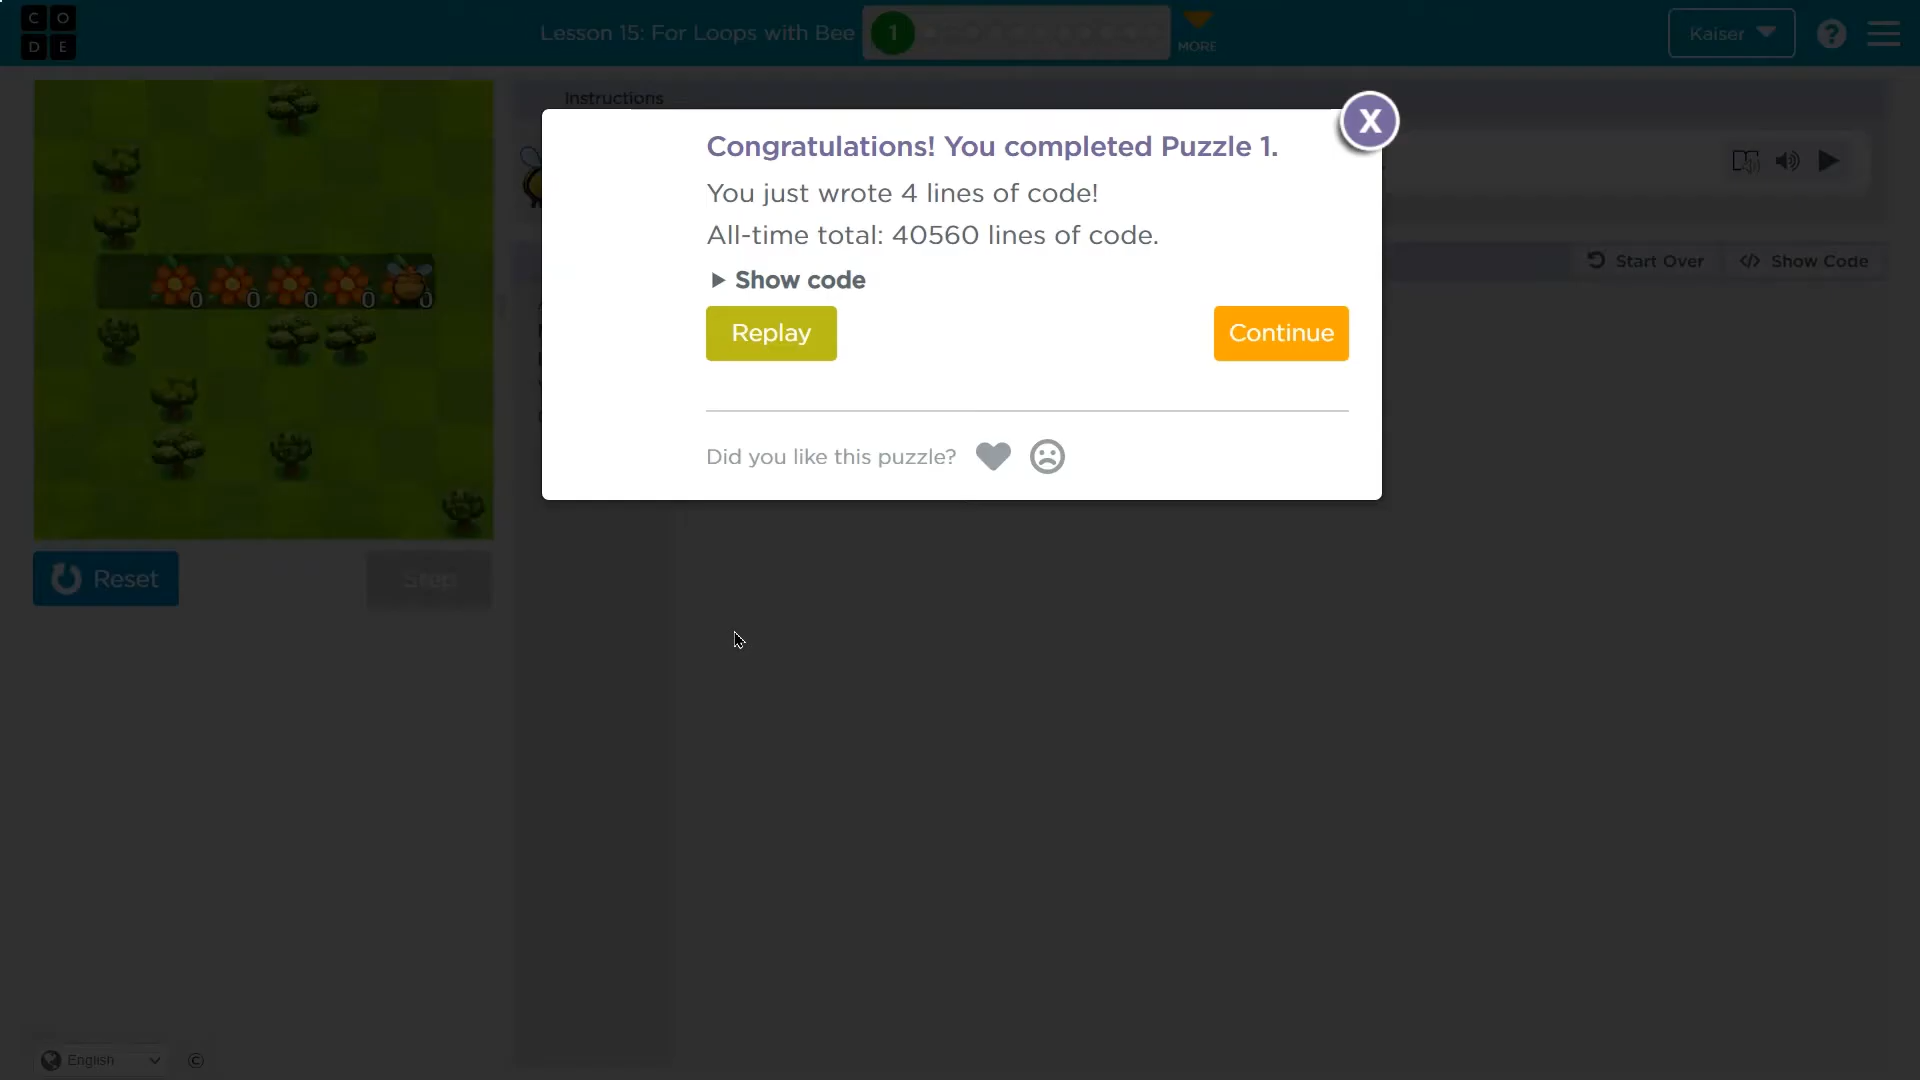 CODE
Lesson 15: For Loops with Bee
1
MORE
Kaiser
?
Instructions
X
Congratulations! You completed Puzzle 1.
You just wrote 4 lines of code!
All-time total: 40560 lines of code.
Show code
Replay
Continue
Did you like this puzzle?
Start Over
</> Show Code
0 0 0 0 0
Reset
Step
English
©